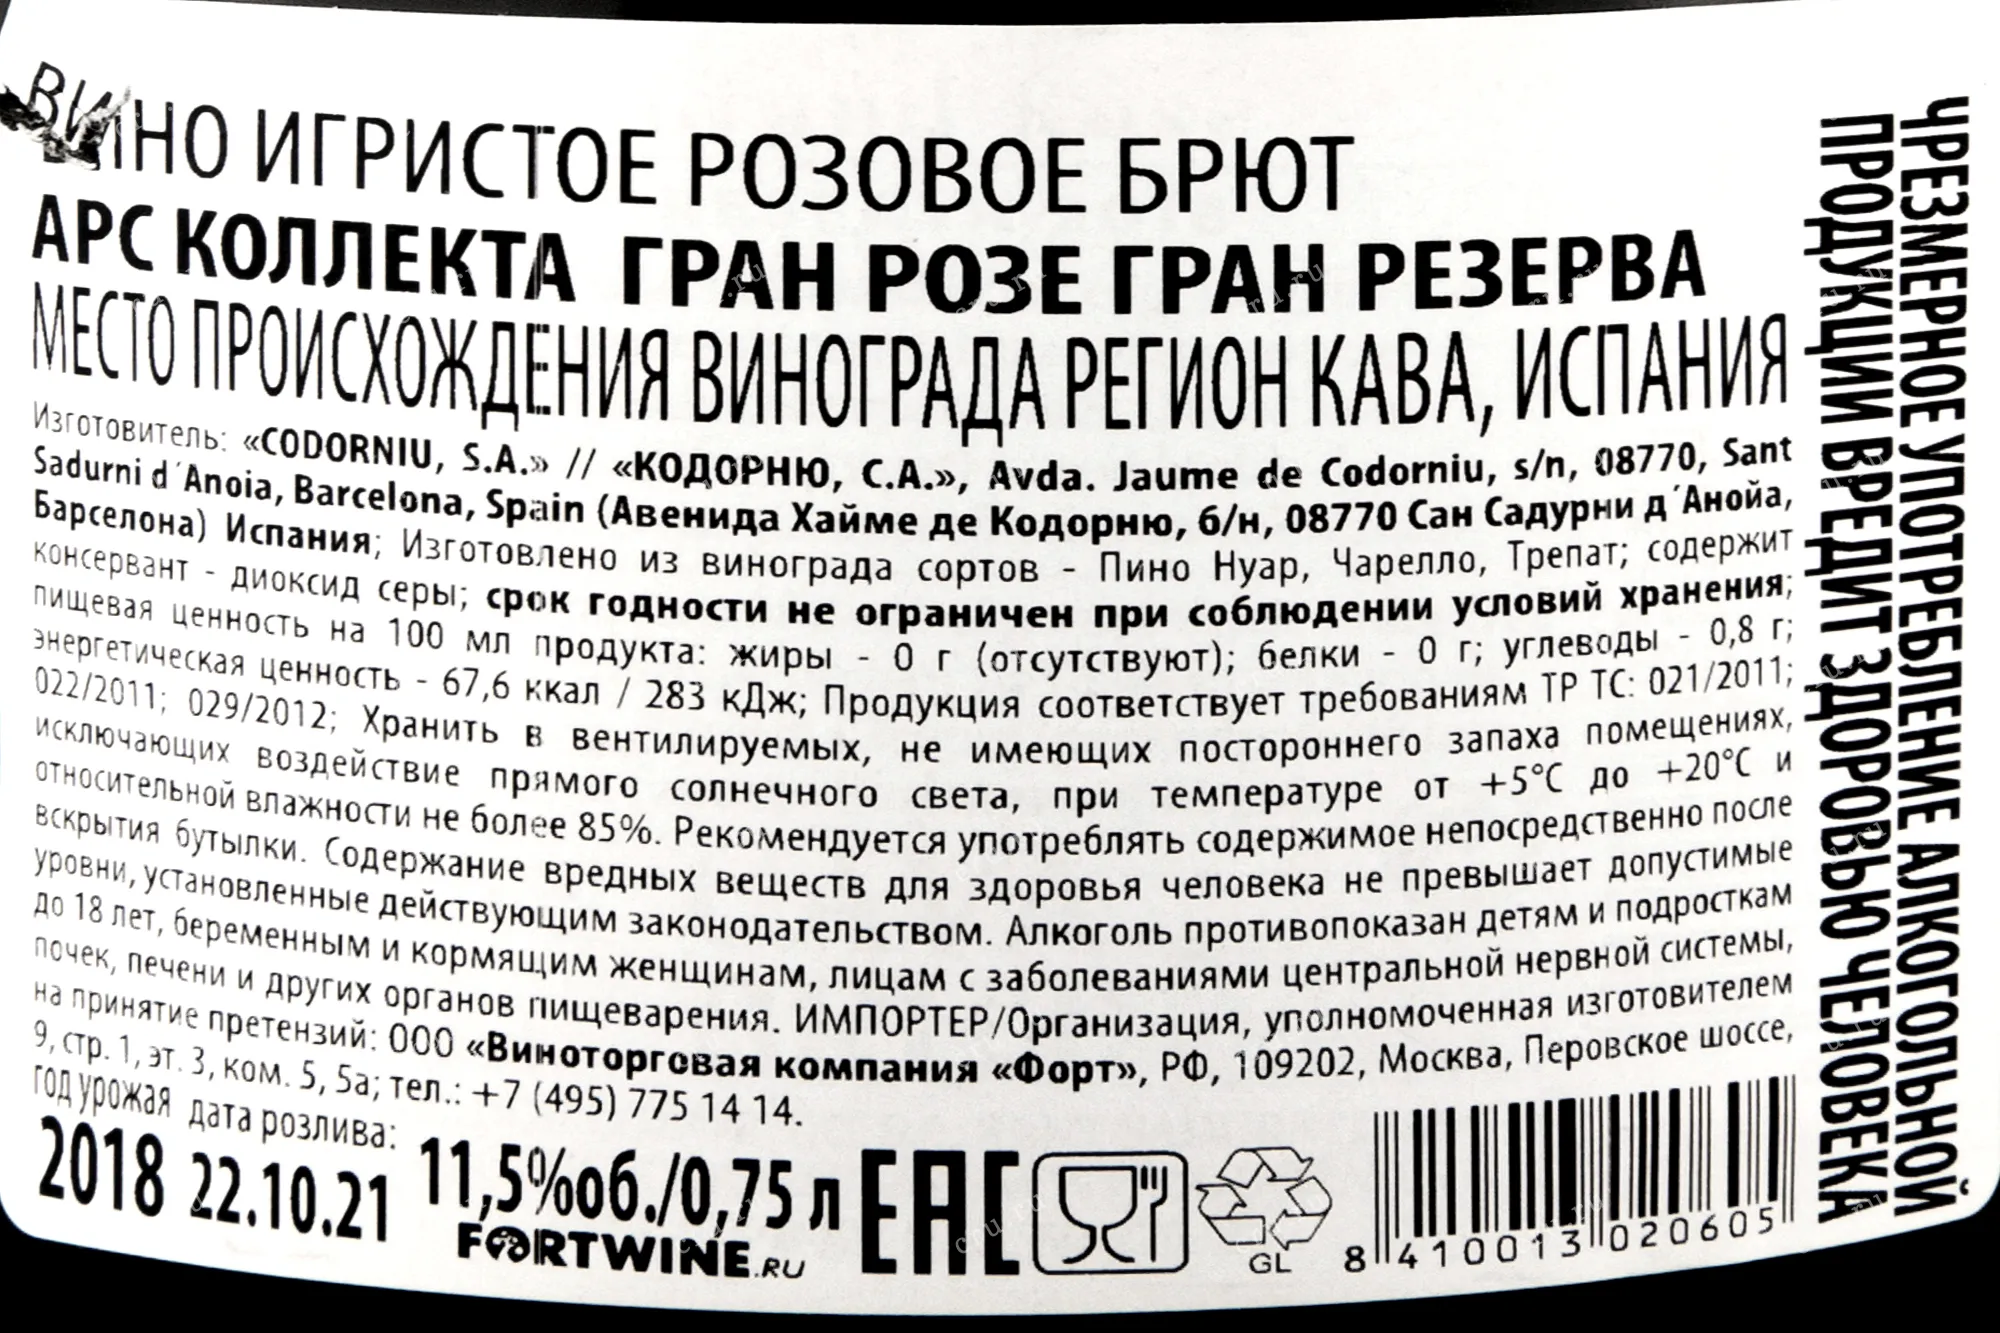 ВИНО ИГРИСТОЕ РОЗОВОЕ БРЮТ
АРС КОЛЛЕКТА ГРАН РОЗЕ ГРАН РЕЗЕРВА
МЕСТО ПРОИСХОЖДЕНИЯ ВИНОГРАДА РЕГИОН КАВА, ИСПАНИЯ
Изготовитель: «CODORNIU, S.A.» // «КОДОРНЮ, С.А.», Avda. Jaume de Codorniu, s/n, 08770, Sant
Sadurni d´Anoia, Barcelona, Spain (Авенида Хайме де Кодорню, б/н, 08770 Сан Садурни д´Анойа,
Барселона) Испания; Изготовлено из винограда сортов - Пино Нуар, Чарелло, Трепат; содержит
консервант - диоксид серы; срок годности не ограничен при соблюдении условий хранения;
пищевая ценность на 100 мл продукта: жиры - 0 г (отсутствуют); белки - 0 г; углеводы - 0,8 г;
энергетическая ценность - 67,6 ккал / 283 кДж; Продукция соответствует требованиям ТР ТС: 021/2011;
022/2011; 029/2012; Хранить в вентилируемых, не имеющих постороннего запаха помещениях,
исключающих воздействие прямого солнечного света, при температуре от +5°С до +20°С и
относительной влажности не более 85%. Рекомендуется употреблять содержимое непосредственно после
вскрытия бутылки. Содержание вредных веществ для здоровья человека не превышает допустимые
уровни, установленные действующим законодательством. Алкоголь противопоказан детям и подросткам
до 18 лет, беременным и кормящим женщинам, лицам с заболеваниями центральной нервной системы,
почек, печени и других органов пищеварения. ИМПОРТЕР/Организация, уполномоченная изготовителем
на принятие претензий: ООО «Виноторговая компания «Форт», РФ, 109202, Москва, Перовское шоссе,
9, стр. 1, эт. 3, ком. 5, 5а; тел.: +7 (495) 775 14 14.
год урожая дата розлива:
2018 22.10.21 11,5%об./0,75 л ЕАС
FORTWINE.RU
GL
8 410013 020605
ЧРЕЗМЕРНОЕ УПОТРЕБЛЕНИЕ АЛКОГОЛЬНОЙ
ПРОДУКЦИИ ВРЕДИТ ЗДОРОВЬЮ ЧЕЛОВЕКА